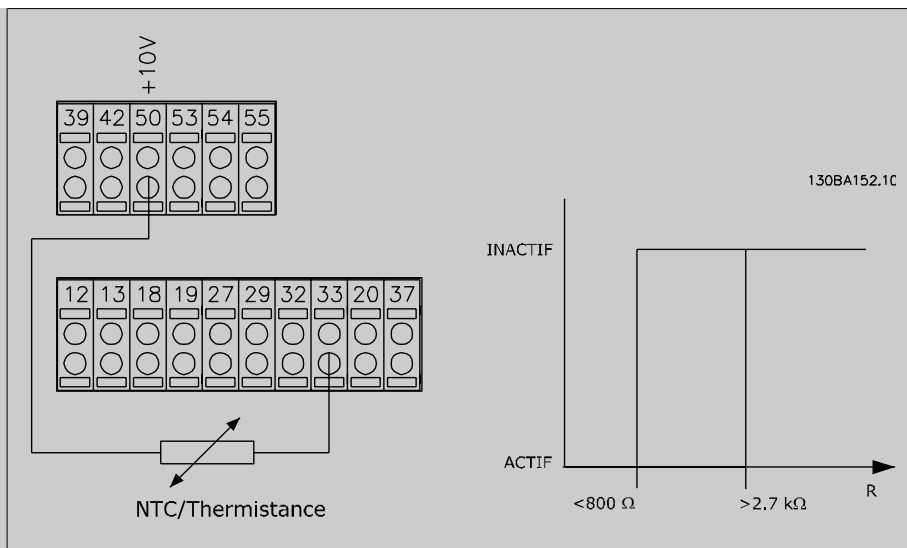 +10V
39 42 50 53 54 55
130BA152.10
INACTIF
12 13 18 19 27 29 32 33 20 37
ACTIF
R
<800 Ω
>2.7 kΩ
NTC/Thermistance